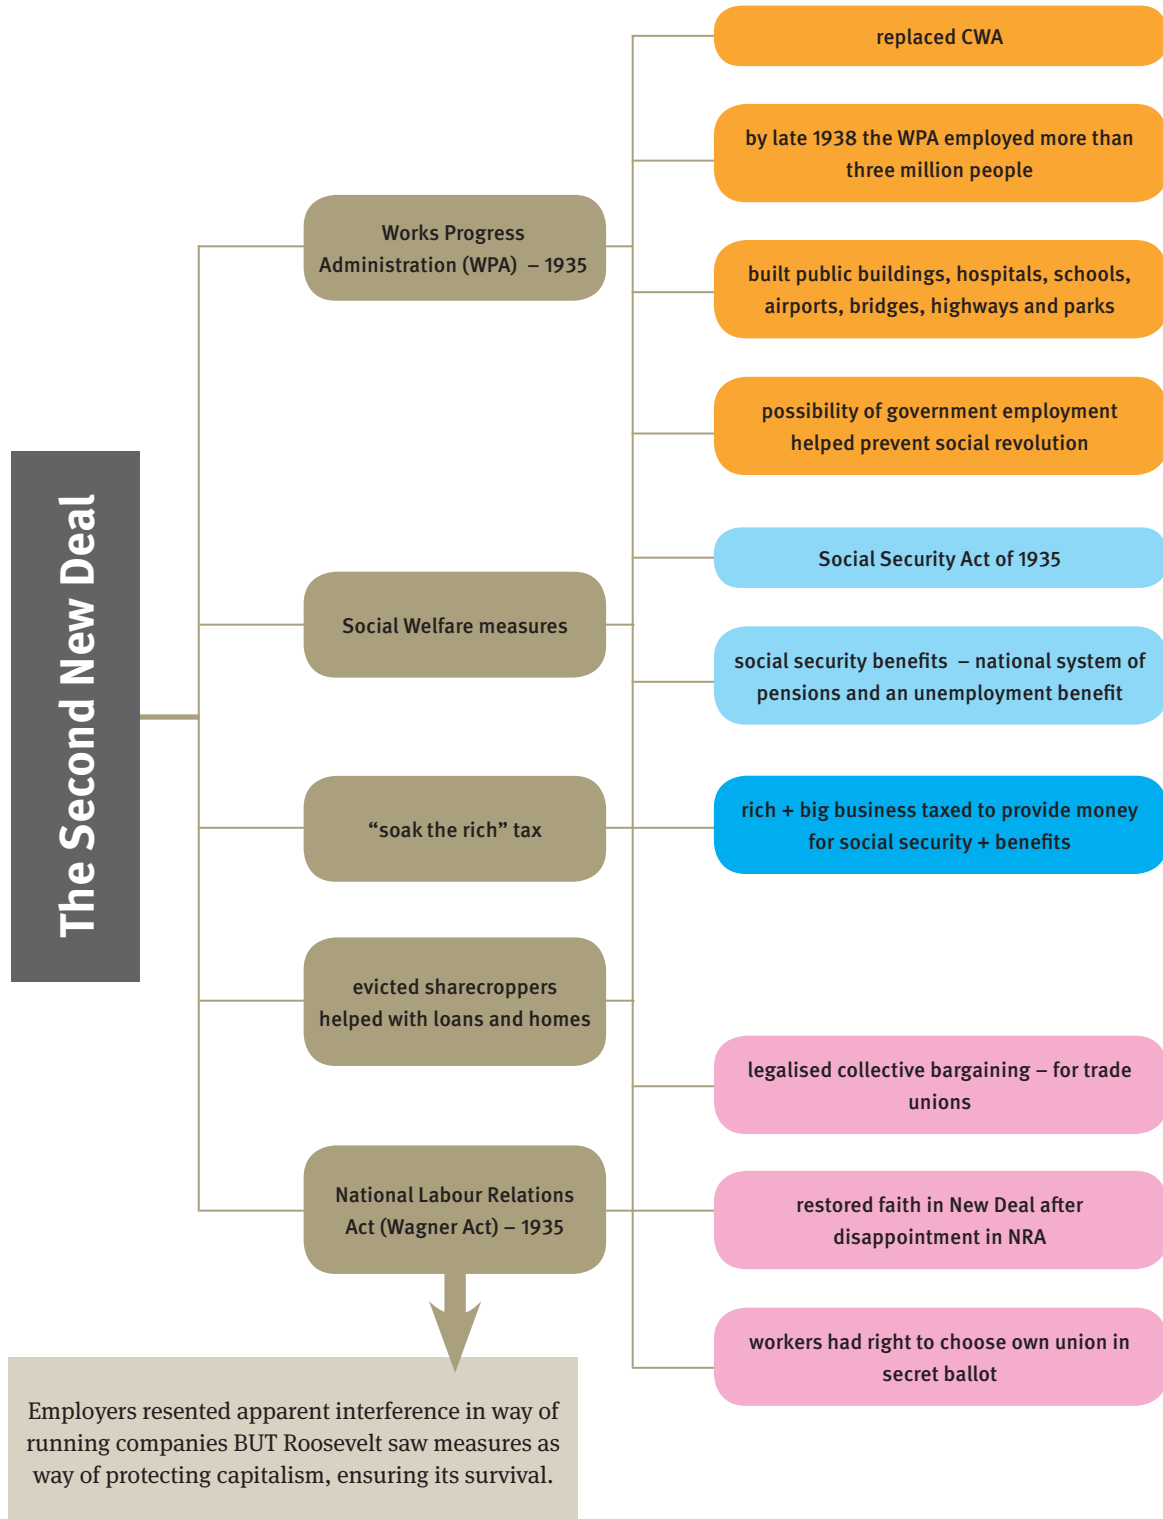 The Second New Deal
Works Progress
Administration (WPA) – 1935
replaced CWA
by late 1938 the WPA employed more than
three million people
built public buildings, hospitals, schools,
airports, bridges, highways and parks
possibility of government employment
helped prevent social revolution
Social Welfare measures
Social Security Act of 1935
social security benefits – national system of
pensions and an unemployment benefit
“soak the rich” tax
rich + big business taxed to provide money
for social security + benefits
evicted sharecroppers
helped with loans and homes
National Labour Relations
Act (Wagner Act) – 1935
legalised collective bargaining – for trade
unions
restored faith in New Deal after
disappointment in NRA
workers had right to choose own union in
secret ballot
Employers resented apparent interference in way of
running companies BUT Roosevelt saw measures as
way of protecting capitalism, ensuring its survival.